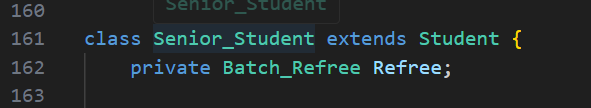 Senior_Student
160
161 class Senior_Student extends Student {
162 private Batch_Refree Refree;
163